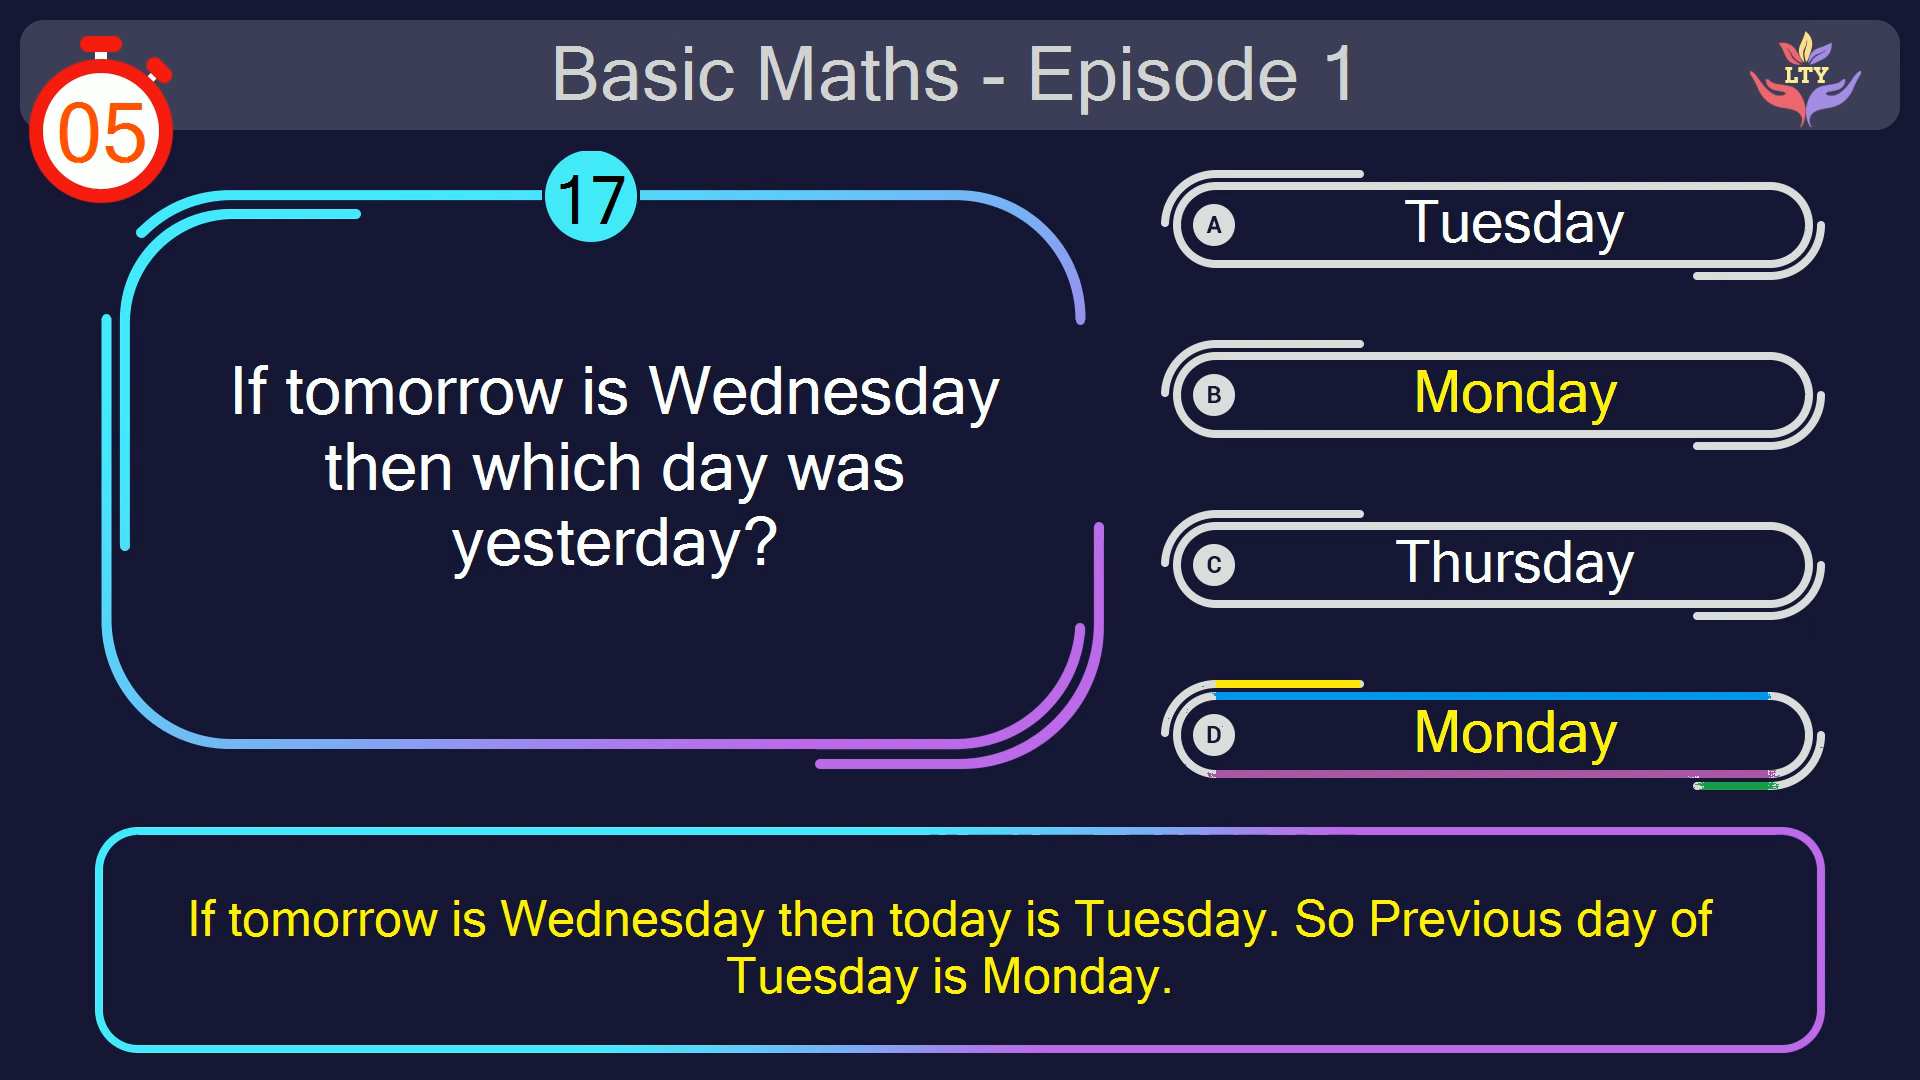 Basic Maths - Episode 1
LTY
05
17
If tomorrow is Wednesday
then which day was
yesterday?
A Tuesday
B Monday
C Thursday
D Monday
If tomorrow is Wednesday then today is Tuesday. So Previous day of
Tuesday is Monday.